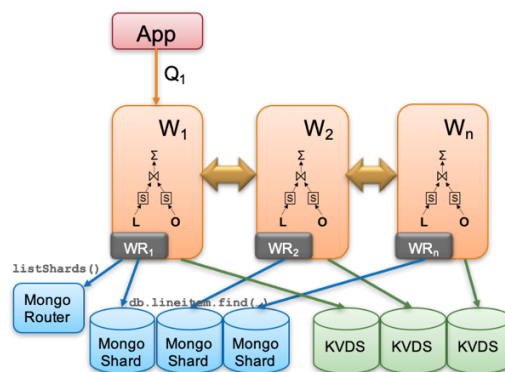 App
Q1
W1
W2
Wn
Σ
Σ
Σ
⋈
⋈
⋈
S S
S S
S S
L O
L O
L O
WR1
WR2
WRn
listShards()
db.lineitem.find(…)
Mongo
Router
Mongo
Shard
Mongo
Shard
Mongo
Shard
KVDS
KVDS
KVDS